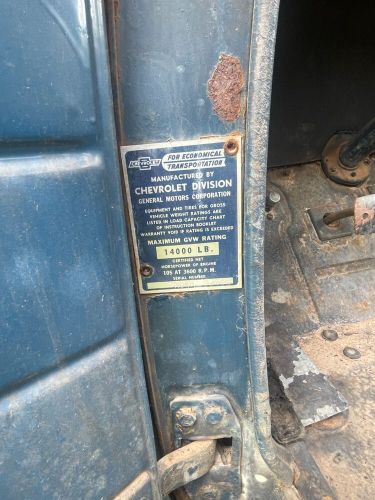 CHEVROLET
FOR ECONOMICAL
TRANSPORTATION
MANUFACTURED BY
CHEVROLET DIVISION
GENERAL MOTORS CORPORATION
EQUIPMENT AND TIRES FOR GROSS
VEHICLE WEIGHT RATINGS ARE
LISTED IN LOAD CAPACITY CHART
OF INSTRUCTION BOOKLET
WARRANTY VOID IF RATING IS EXCEEDED
MAXIMUM GVW RATING
14000 LB.
CERTIFIED NET
HORSEPOWER OF ENGINE
105 AT 3600 R.P.M.
SERIAL NUMBER